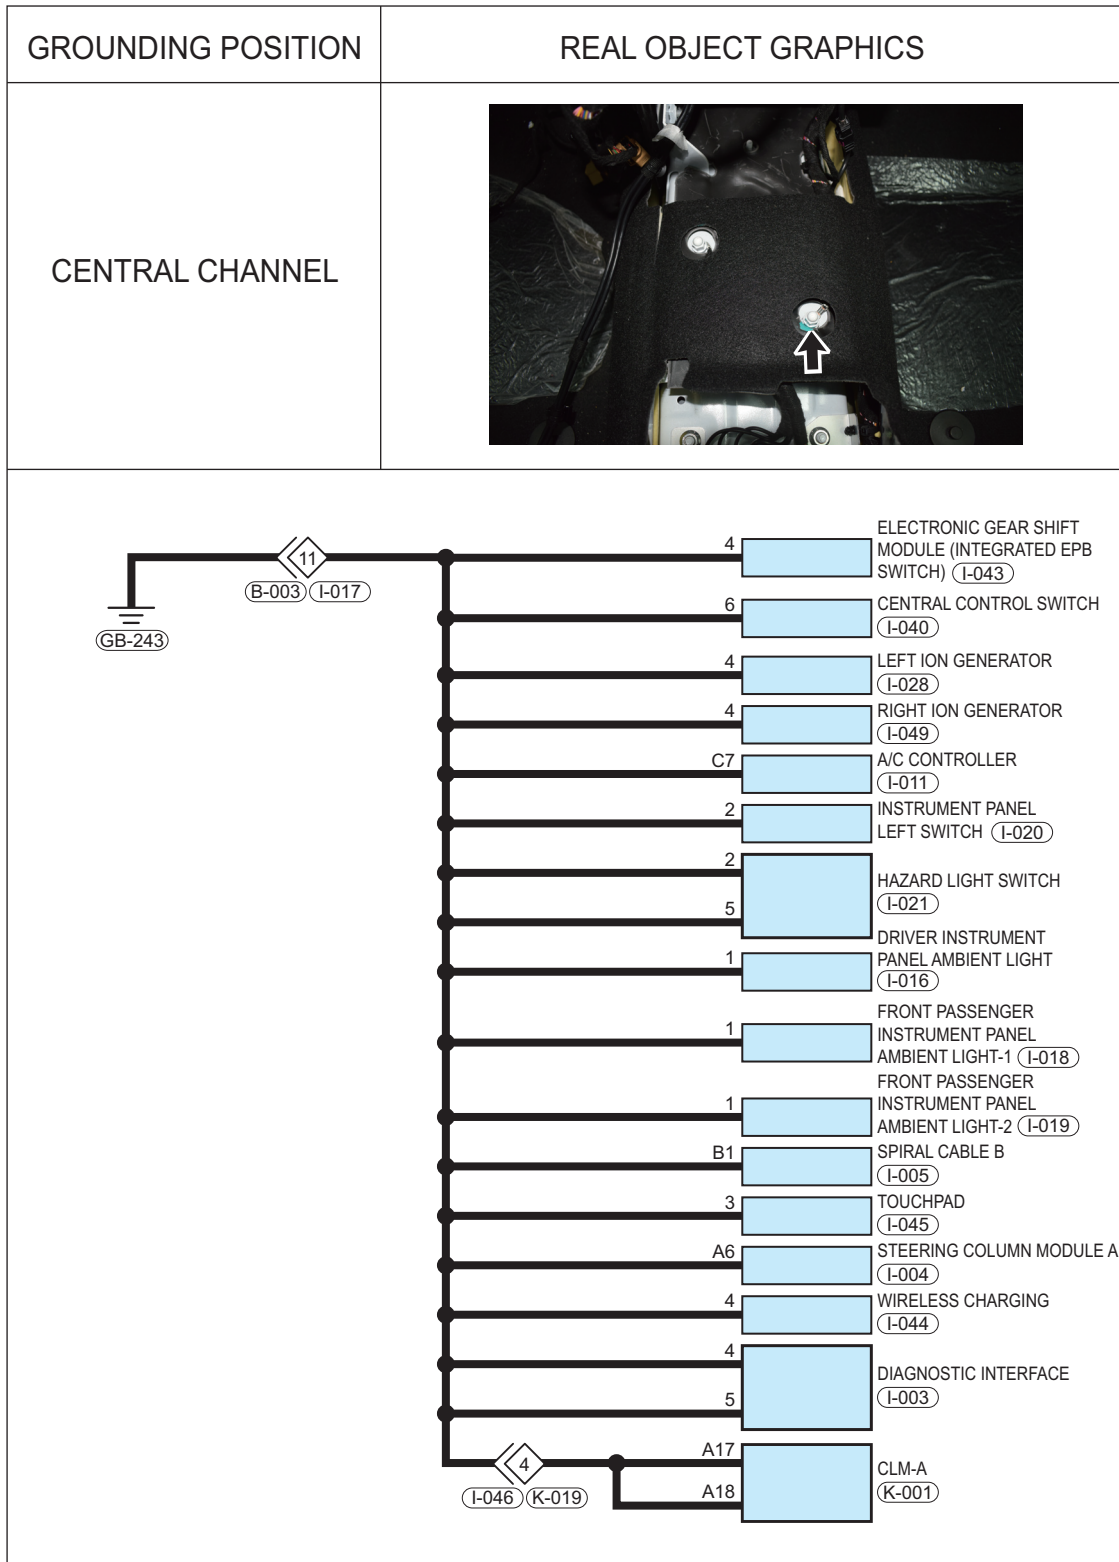 GROUNDING POSITION
REAL OBJECT GRAPHICS
CENTRAL CHANNEL
11
B-003 I-017
GB-243
4
ELECTRONIC GEAR SHIFT
MODULE (INTEGRATED EPB
SWITCH) I-043
6
CENTRAL CONTROL SWITCH
I-040
4
LEFT ION GENERATOR
I-028
4
RIGHT ION GENERATOR
I-049
C7
A/C CONTROLLER
I-011
2
INSTRUMENT PANEL
LEFT SWITCH I-020
2
5
HAZARD LIGHT SWITCH
I-021
1
DRIVER INSTRUMENT
PANEL AMBIENT LIGHT
I-016
1
FRONT PASSENGER
INSTRUMENT PANEL
AMBIENT LIGHT-1 I-018
1
FRONT PASSENGER
INSTRUMENT PANEL
AMBIENT LIGHT-2 I-019
B1
SPIRAL CABLE B
I-005
3
TOUCHPAD
I-045
A6
STEERING COLUMN MODULE A
I-004
4
WIRELESS CHARGING
I-044
4
5
DIAGNOSTIC INTERFACE
I-003
4
I-046 K-019
A17
A18
CLM-A
K-001